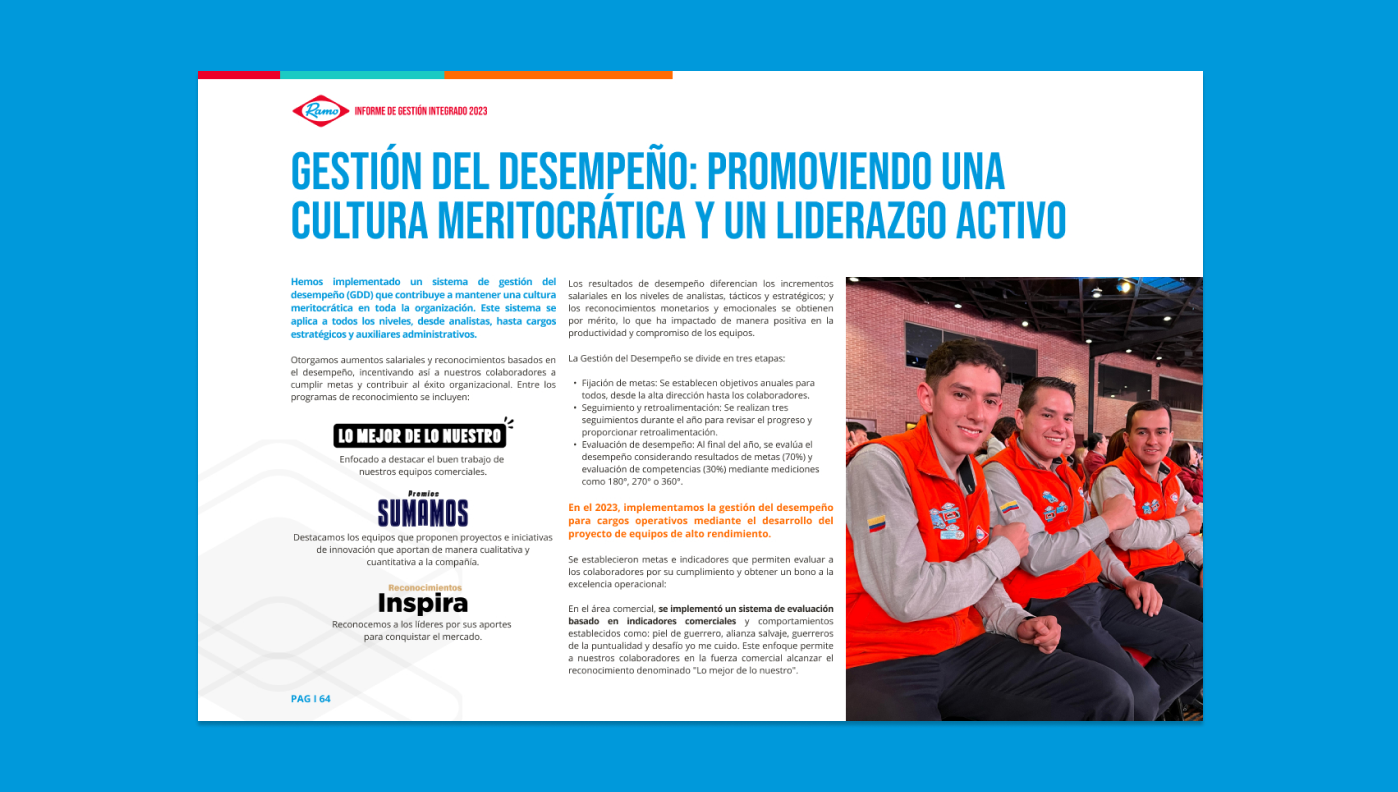 Ramo
INFORME DE GESTIÓN INTEGRADO 2023
GESTIÓN DEL DESEMPEÑO: PROMOVIENDO UNA
CULTURA MERITOCRÁTICA Y UN LIDERAZGO ACTIVO
Hemos implementado un sistema de gestión del
desempeño (GDD) que contribuye a mantener una cultura
meritocrática en toda la organización. Este sistema se
aplica a todos los niveles, desde analistas, hasta cargos
estratégicos y auxiliares administrativos.
Otorgamos aumentos salariales y reconocimientos basados en
el desempeño, incentivando así a nuestros colaboradores a
cumplir metas y contribuir al éxito organizacional. Entre los
programas de reconocimiento se incluyen:
LO MEJOR DE LO NUESTRO
Enfocado a destacar el buen trabajo de
nuestros equipos comerciales.
Premios
SUMAMOS
Destacamos los equipos que proponen proyectos e iniciativas
de innovación que aportan de manera cualitativa y
cuantitativa a la compañía.
Reconocimientos
Inspira
Reconocemos a los líderes por sus aportes
para conquistar el mercado.
PAG I 64
Los resultados de desempeño diferencian los incrementos
salariales en los niveles de analistas, tácticos y estratégicos; y
los reconocimientos monetarios y emocionales se obtienen
por mérito, lo que ha impactado de manera positiva en la
productividad y compromiso de los equipos.
La Gestión del Desempeño se divide en tres etapas:
• Fijación de metas: Se establecen objetivos anuales para
todos, desde la alta dirección hasta los colaboradores.
• Seguimiento y retroalimentación: Se realizan tres
seguimientos durante el año para revisar el progreso y
proporcionar retroalimentación.
• Evaluación de desempeño: Al final del año, se evalúa el
desempeño considerando resultados de metas (70%) y
evaluación de competencias (30%) mediante mediciones
como 180°, 270° o 360°.
En el 2023, implementamos la gestión del desempeño
para cargos operativos mediante el desarrollo del
proyecto de equipos de alto rendimiento.
Se establecieron metas e indicadores que permiten evaluar a
los colaboradores por su cumplimiento y obtener un bono a la
excelencia operacional:
En el área comercial, se implementó un sistema de evaluación
basado en indicadores comerciales y comportamientos
establecidos como: piel de guerrero, alianza salvaje, guerreros
de la puntualidad y desafío yo me cuido. Este enfoque permite
a nuestros colaboradores en la fuerza comercial alcanzar el
reconocimiento denominado "Lo mejor de lo nuestro".